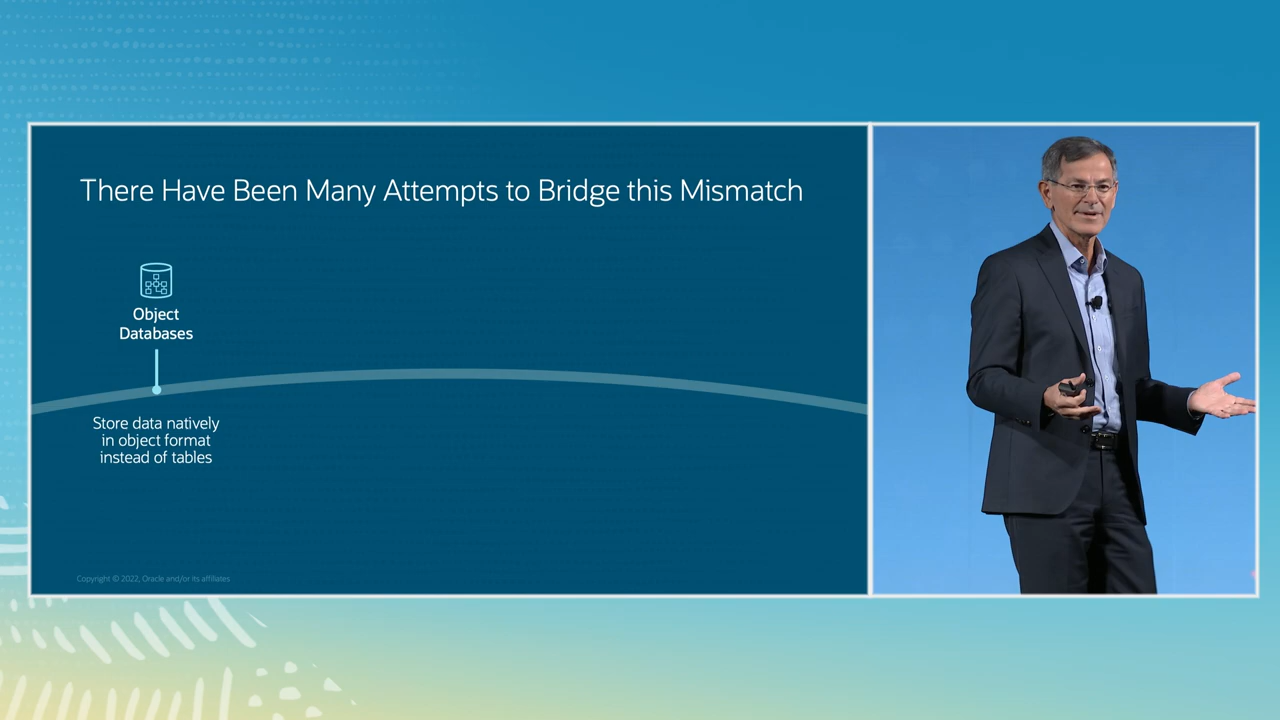 There Have Been Many Attempts to Bridge this Mismatch
Object
Databases
Store data natively
in object format
instead of tables
Copyright © 2022, Oracle and/or its affiliates